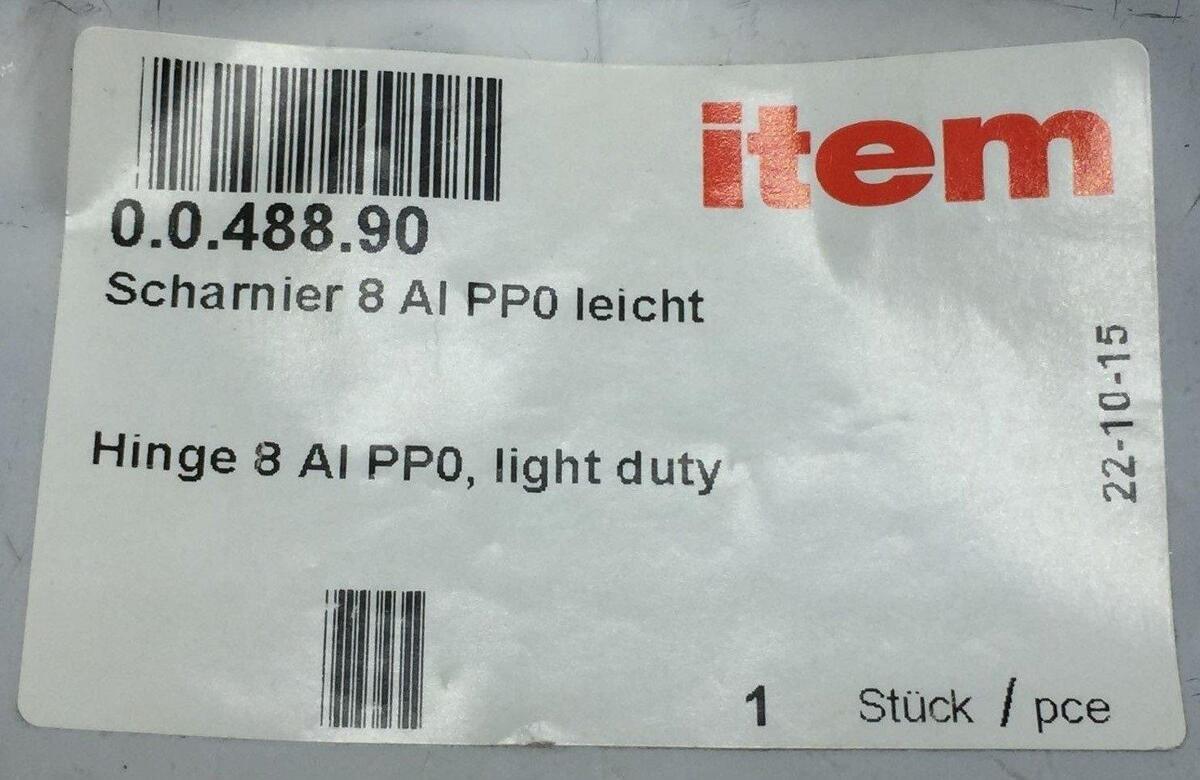 item
0.0.488.90
Scharnier 8 Al PP0 leicht
Hinge 8 Al PP0, light duty
22-10-15
1 Stück / pce